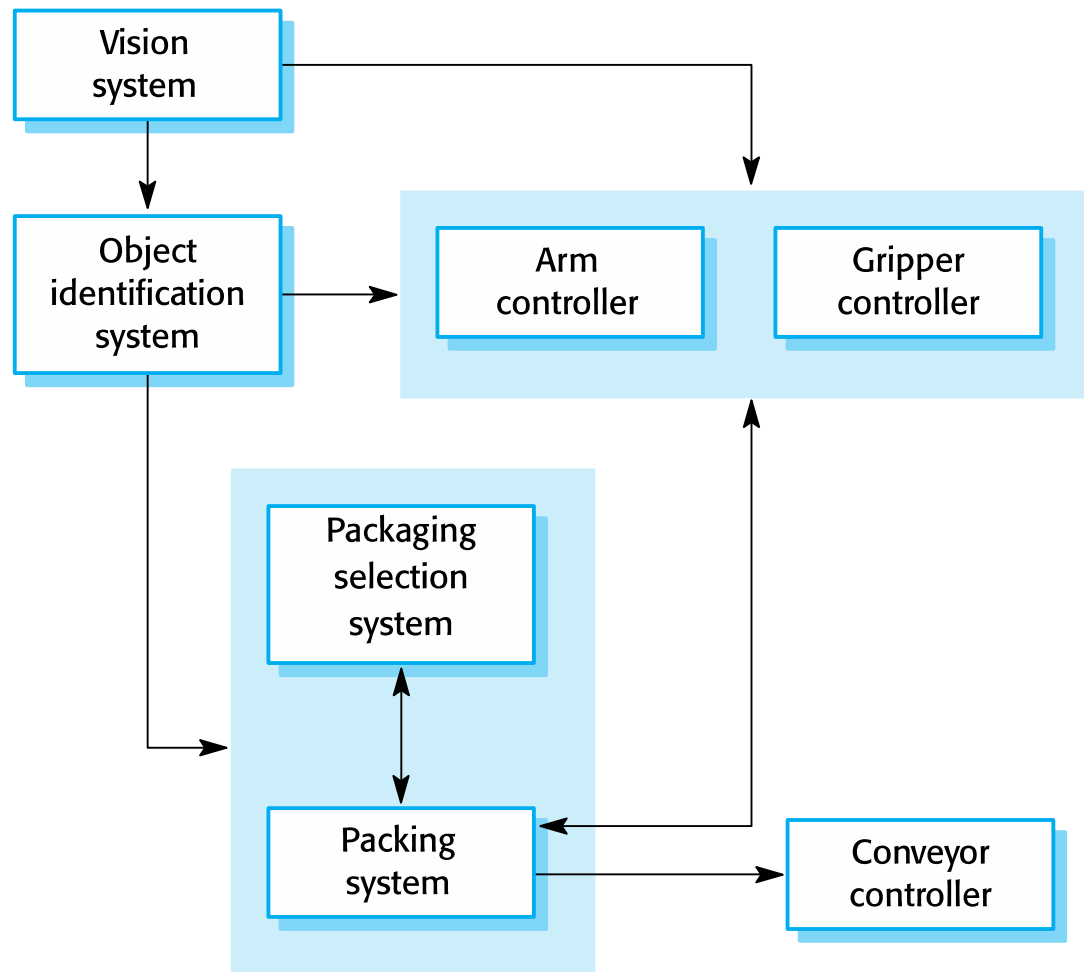 Vision
system
Object
identification
system
Arm
controller
Gripper
controller
Packaging
selection
system
Packing
system
Conveyor
controller